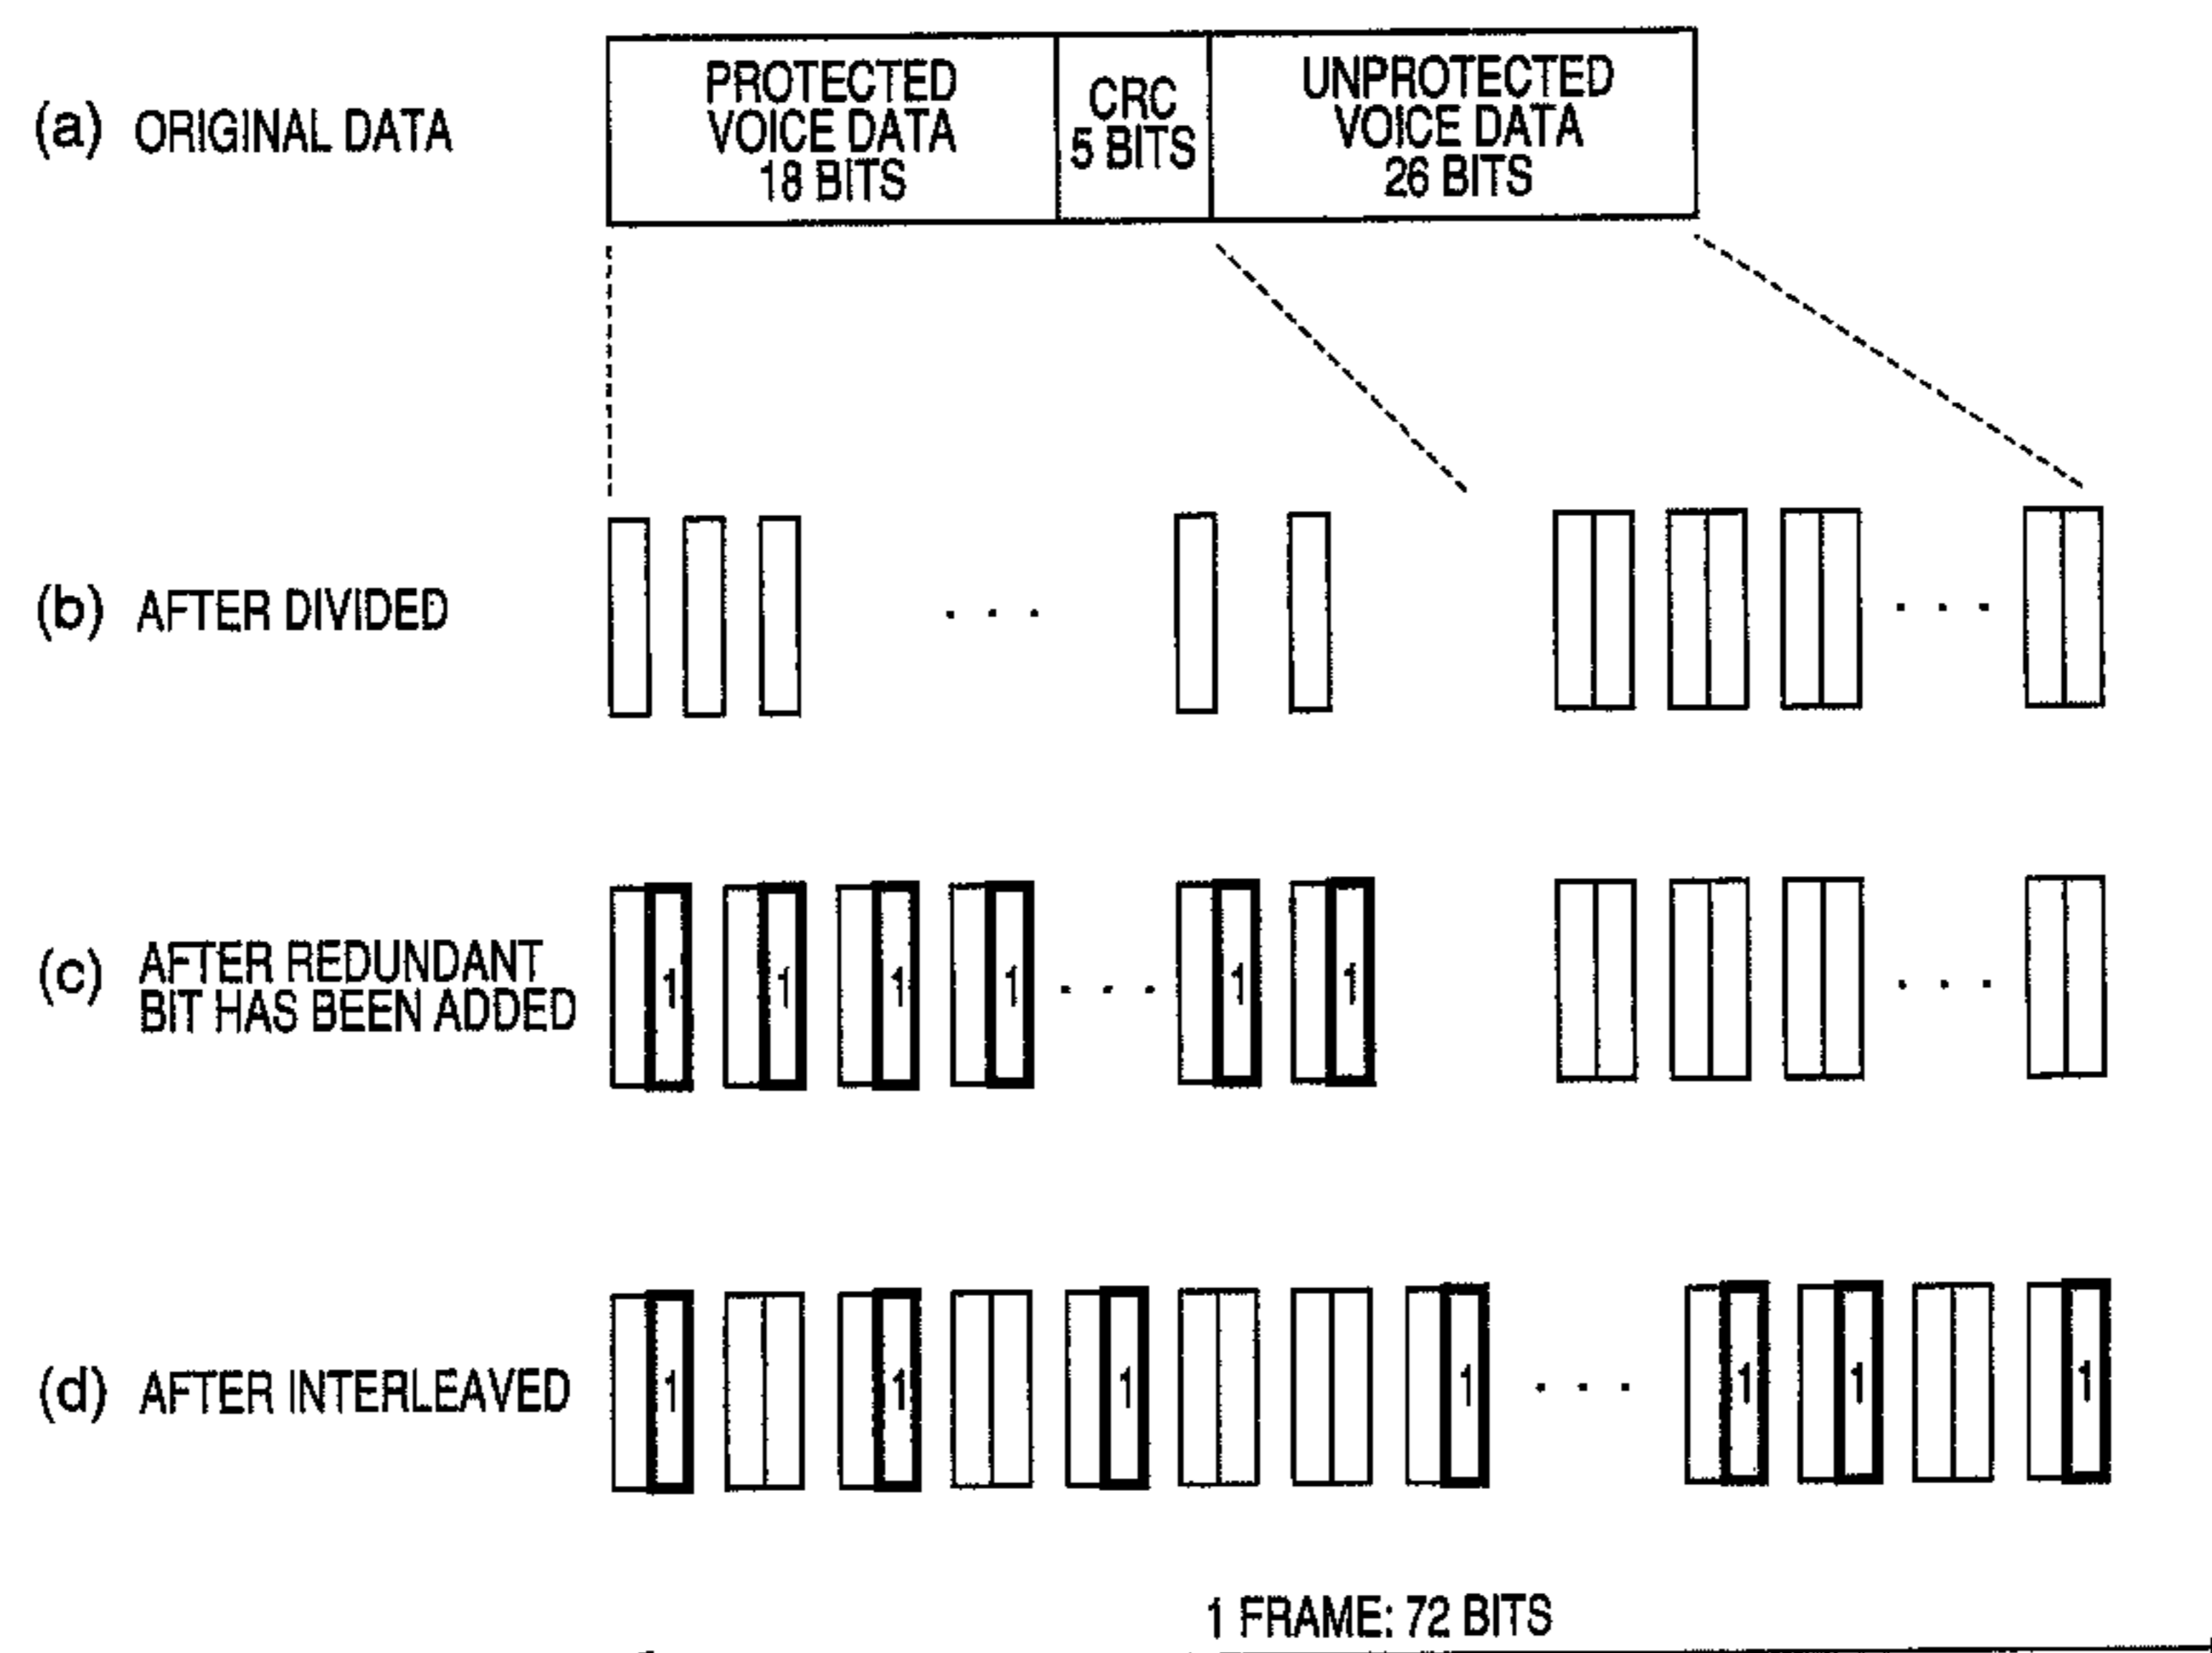 (a) ORIGINAL DATA
PROTECTED
VOICE DATA
18 BITS
CRC
5 BITS
UNPROTECTED
VOICE DATA
26 BITS
(b) AFTER DIVIDED
. . .
. . .
(c) AFTER REDUNDANT
BIT HAS BEEN ADDED
1 1 1 1 . . . 1 1 . . .
(d) AFTER INTERLEAVED
1 1 1 1 . . . 1 1 1
1 FRAME: 72 BITS